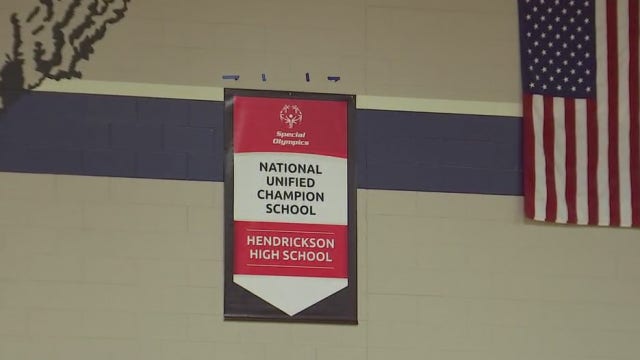 Special
Olympics
NATIONAL
UNIFIED
CHAMPION
SCHOOL
HENDRICKSON
HIGH SCHOOL